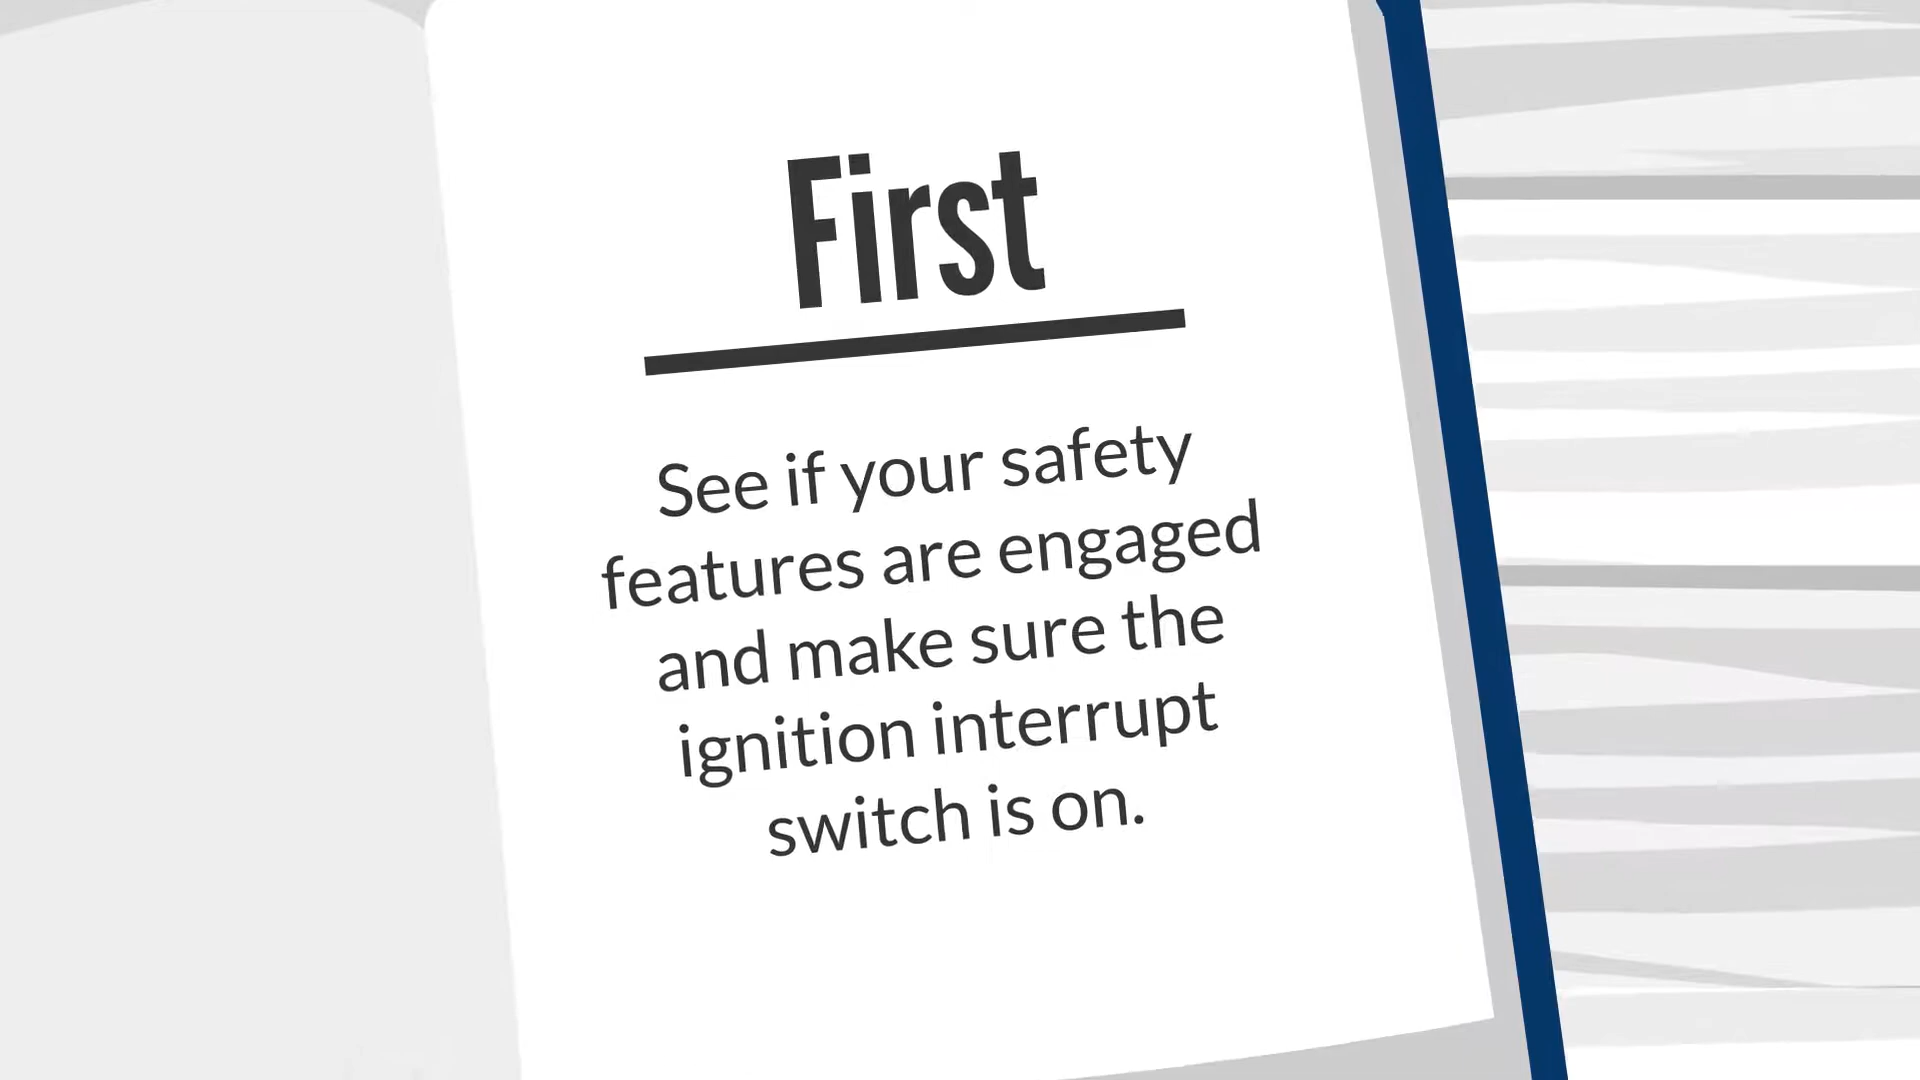 First
See if your safety
features are engaged
and make sure the
ignition interrupt
switch is on.